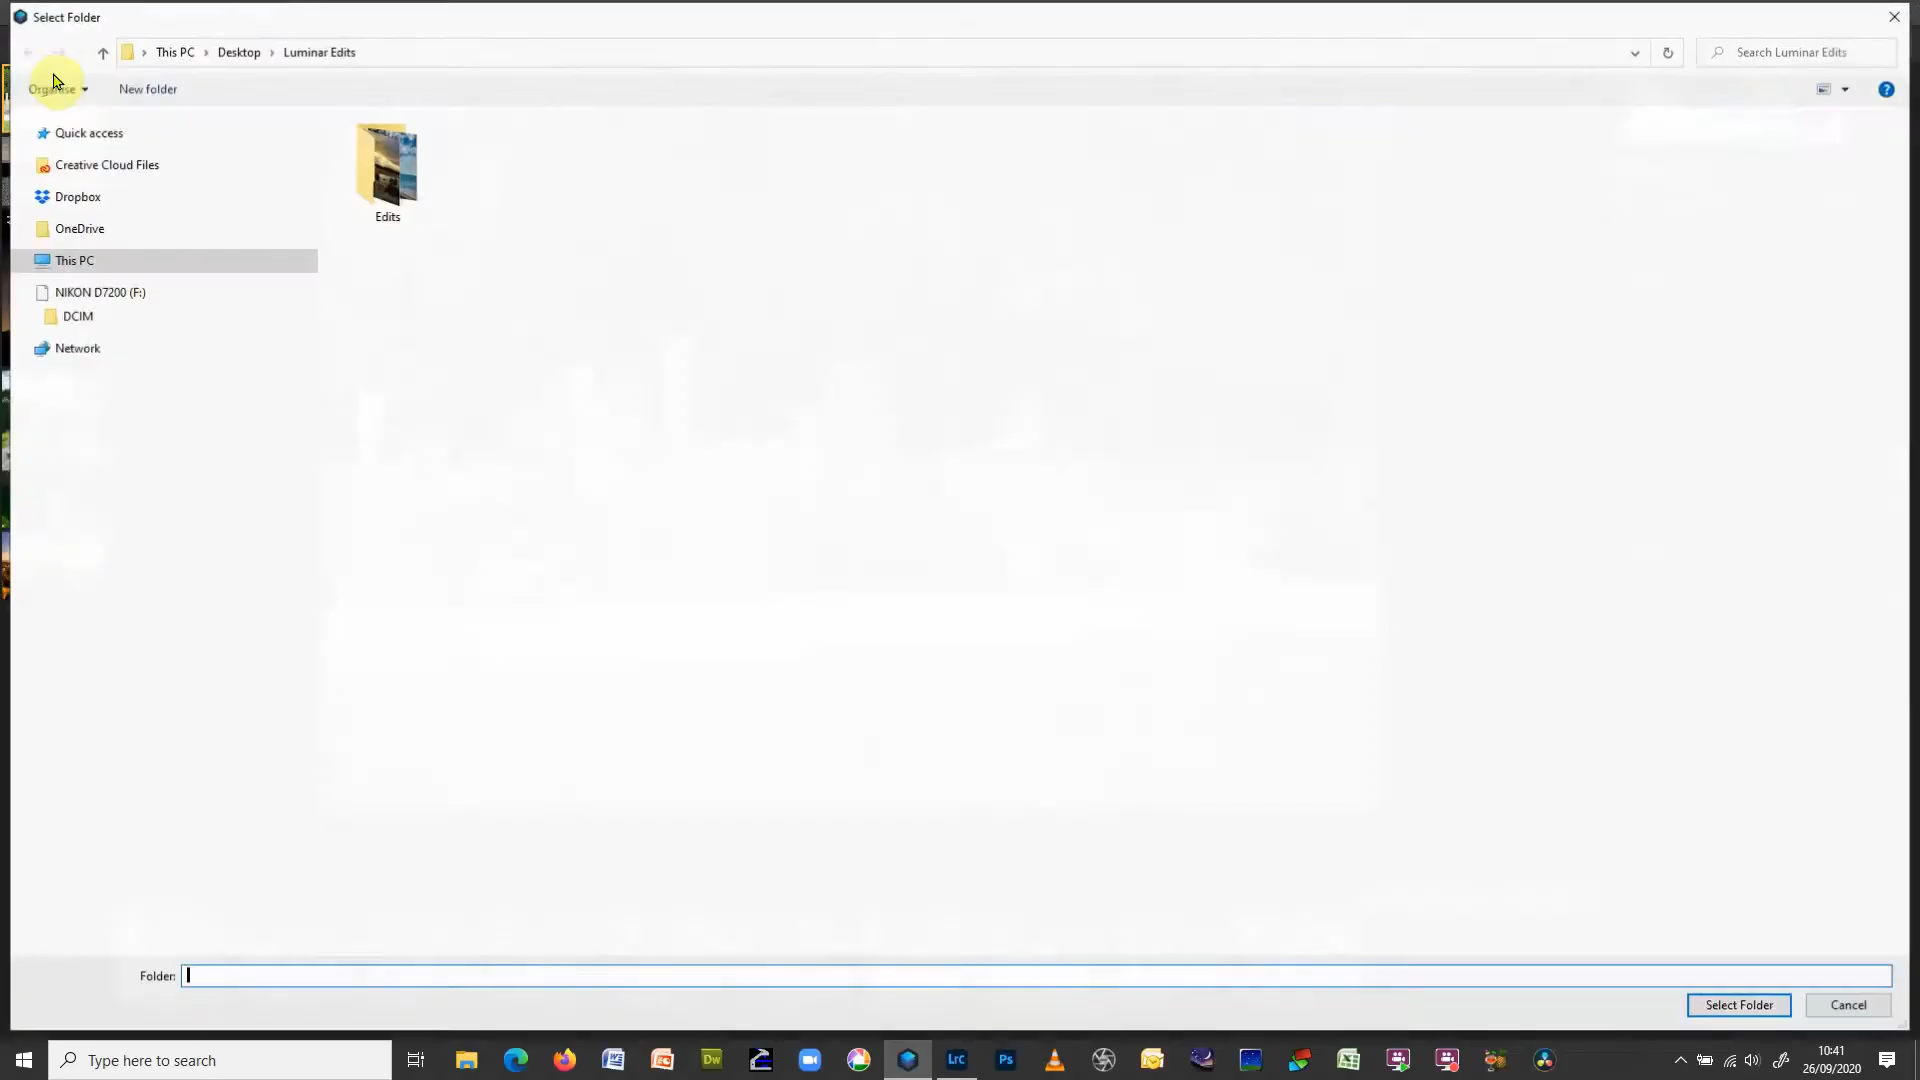 Select Folder
This PC > Desktop > Luminar Edits
Search Luminar Edits
Organise
New folder
Quick access
Creative Cloud Files
Dropbox
OneDrive
This PC
NIKON D7200 (F:)
DCIM
Network
Edits
Folder:
Select Folder
Cancel
Type here to search
Dw
Lrc
Ps
10:41
26/09/2020